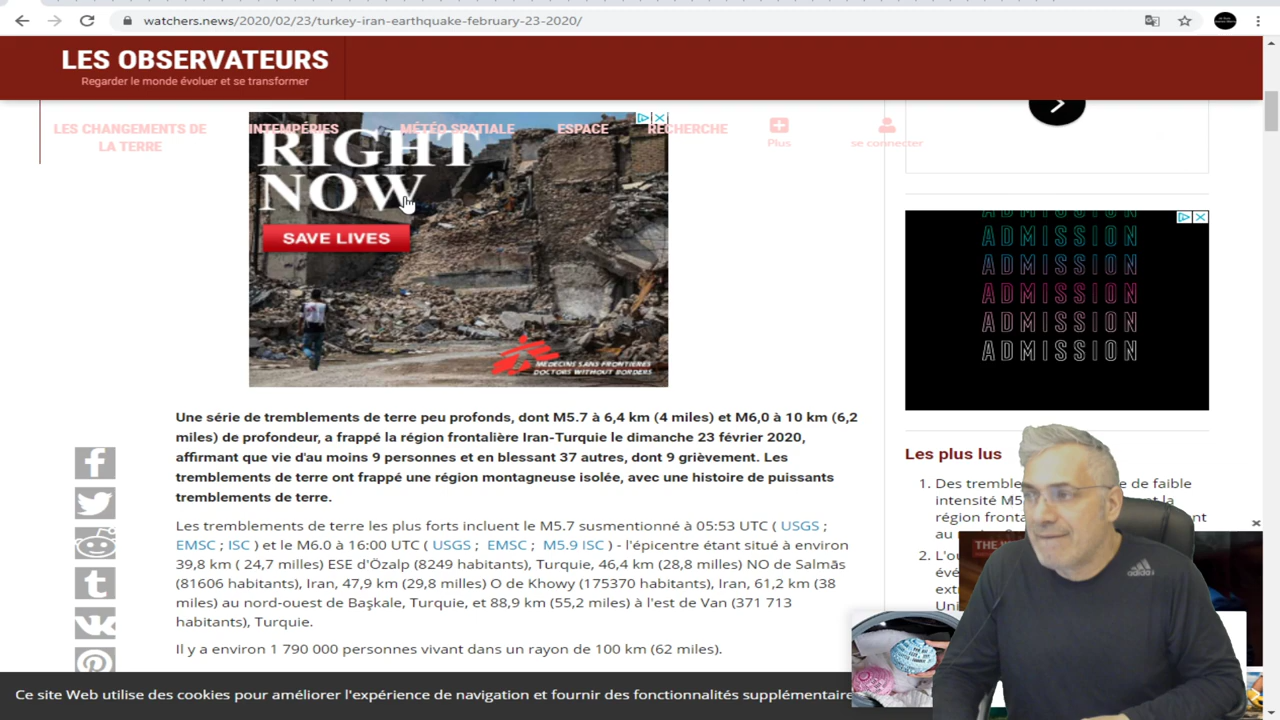 watchers.news/2020/02/23/turkey-iran-earthquake-february-23-2020/
LES OBSERVATEURS
Regarder le monde évoluer et se transformer
LES CHANGEMENTS DE
LA TERRE
INTEMPÉRIES
MÉTÉO SPATIALE
ESPACE
RECHERCHE
Plus
se connecter
RIGHT
NOW
SAVE LIVES
MEDECINS SANS FRONTIERES
DOCTORS WITHOUT BORDERS
ADMISSION
ADMISSION
ADMISSION
ADMISSION
ADMISSION
ADMISSION
Une série de tremblements de terre peu profonds, dont M5.7 à 6,4 km (4 miles) et M6,0 à 10 km (6,2
miles) de profondeur, a frappé la région frontalière Iran-Turquie le dimanche 23 février 2020,
affirmant que vie d'au moins 9 personnes et en blessant 37 autres, dont 9 grièvement. Les
tremblements de terre ont frappé une région montagneuse isolée, avec une histoire de puissants
tremblements de terre.
Les tremblements de terre les plus forts incluent le M5.7 susmentionné à 05:53 UTC ( USGS ;
EMSC ; ISC ) et le M6.0 à 16:00 UTC ( USGS ; EMSC ; M5.9 ISC ) - l'épicentre étant situé à environ
39,8 km ( 24,7 miles) ESE d'Özalp (8249 habitants), Turquie, 46,4 km (28,8 miles) NO de Salmās
(81606 habitants), Iran, 47,9 km (29,8 milles) O de Khowy (175370 habitants), Iran, 61,2 km (38
miles) au nord-ouest de Başkale, Turquie, et 88,9 km (55,2 miles) à l'est de Van (371 713
habitants), Turquie.
Il y a environ 1 790 000 personnes vivant dans un rayon de 100 km (62 miles).
Les plus lus
1. Des tremble de faible
intensité M5 nt la
région fronta ent
au
2. L'ou
évé
extr
Uni
THE W
adidas
Ce site Web utilise des cookies pour améliorer l'expérience de navigation et fournir des fonctionnalités supplémentaire